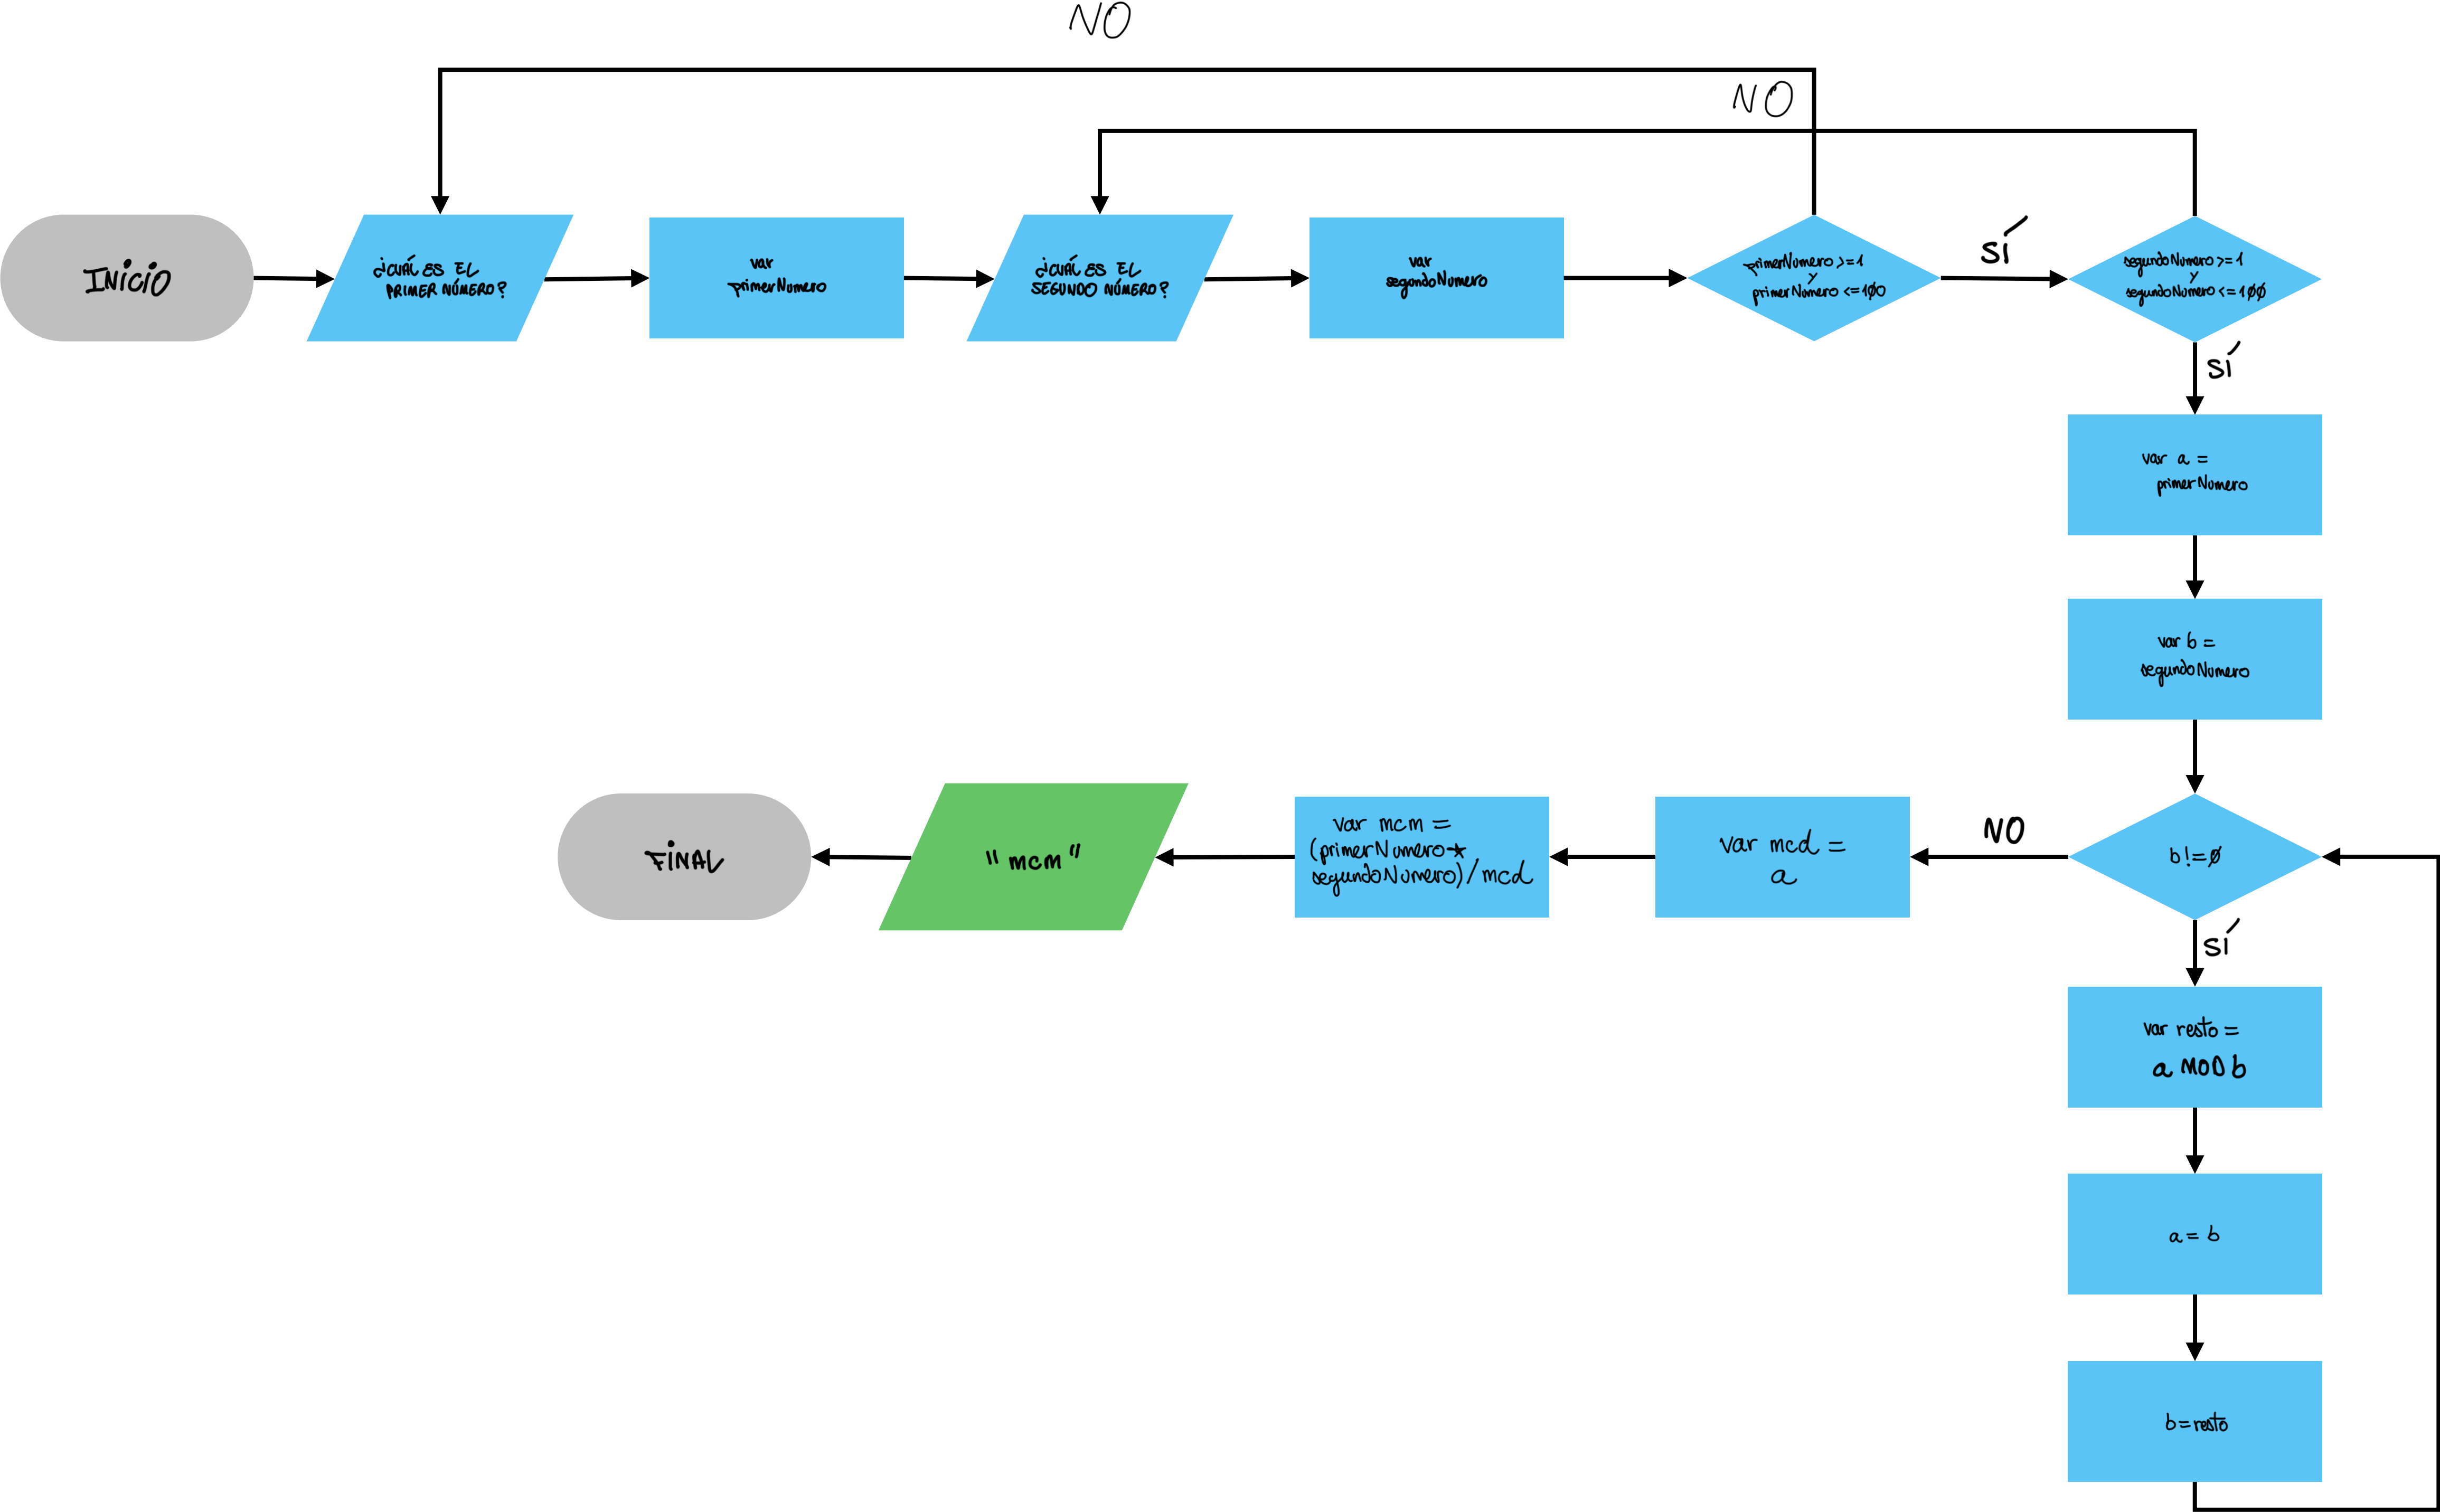 NO
NO
INICIO
¿CUÁL ES EL
PRIMER NÚMERO?
var
primerNumero
¿CUÁL ES EL
SEGUNDO NÚMERO?
var
segundoNumero
primerNumero >= 1
Y
primerNumero <= 100
SÍ
segundoNumero >= 1
Y
segundoNumero <= 100
SÍ
var a =
primerNumero
var b =
segundoNumero
b != 0
NO
var mcd =
a
var mcm =
(primerNumero*
segundoNumero)/mcd
"mcm"
FINAL
SÍ
var resto =
a MOD b
a = b
b = resto